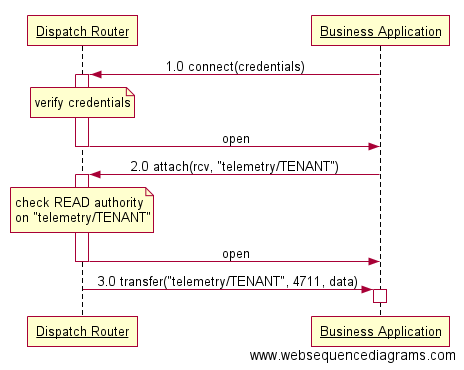 Dispatch Router
Business Application
1.0 connect(credentials)
verify credentials
open
2.0 attach(rcv, "telemetry/TENANT")
check READ authority
on "telemetry/TENANT"
open
3.0 transfer("telemetry/TENANT", 4711, data)
Dispatch Router
Business Application
www.websequencediagrams.com